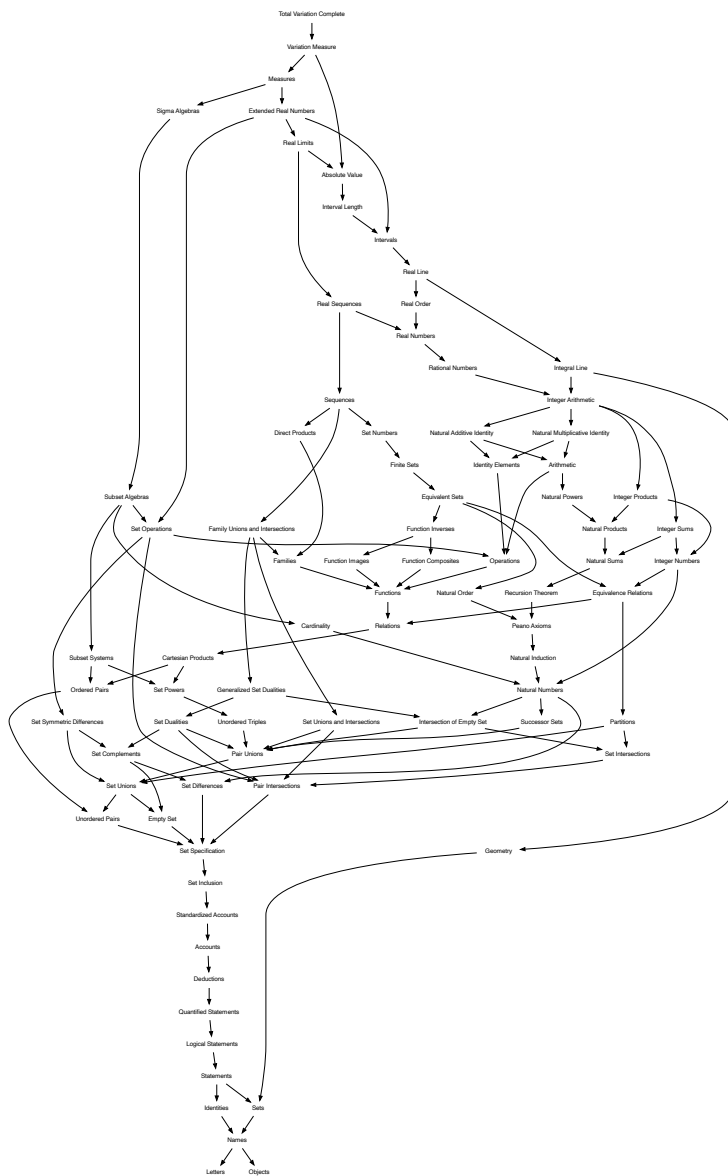 Total Variation Complete
Variation Measure
Measures
Sigma Algebras
Extended Real Numbers
Real Limits
Absolute Value
Interval Length
Intervals
Real Line
Real Sequences
Real Order
Real Numbers
Rational Numbers
Integral Line
Sequences
Integer Arithmetic
Direct Products
Set Numbers
Natural Additive Identity
Natural Multiplicative Identity
Finite Sets
Identity Elements
Arithmetic
Subset Algebras
Equivalent Sets
Natural Powers
Integer Products
Set Operations
Family Unions and Intersections
Function Inverses
Natural Products
Integer Sums
Families
Function Images
Function Composites
Operations
Natural Sums
Integer Numbers
Functions
Natural Order
Recursion Theorem
Equivalence Relations
Cardinality
Relations
Peano Axioms
Subset Systems
Cartesian Products
Natural Induction
Ordered Pairs
Set Powers
Generalized Set Dualities
Natural Numbers
Set Symmetric Differences
Set Dualities
Unordered Triples
Set Unions and Intersections
Intersection of Empty Set
Successor Sets
Partitions
Set Complements
Pair Unions
Set Intersections
Set Unions
Set Differences
Pair Intersections
Unordered Pairs
Empty Set
Set Specification
Geometry
Set Inclusion
Standardized Accounts
Accounts
Deductions
Quantified Statements
Logical Statements
Statements
Identities
Sets
Names
Letters
Objects